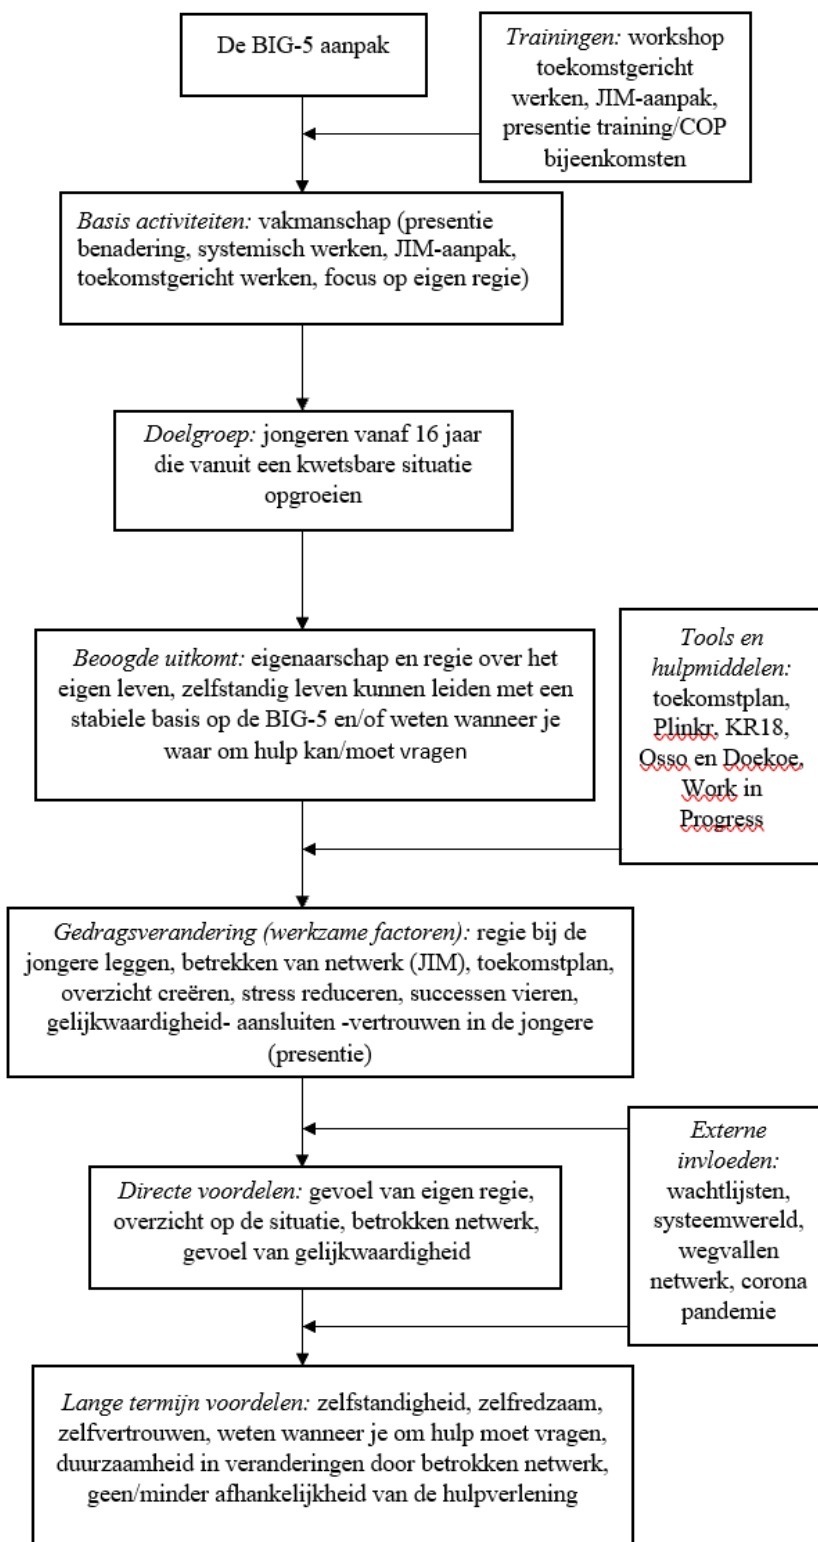 De BIG-5 aanpak
Trainingen: workshop
toekomstgericht
werken, JIM-aanpak,
presentie training/COP
bijeenkomsten
Basis activiteiten: vakmanschap (presentie
benadering, systemisch werken, JIM-aanpak,
toekomstgericht werken, focus op eigen regie)
Doelgroep: jongeren vanaf 16 jaar
die vanuit een kwetsbare situatie
opgroeien
Beoogde uitkomt: eigenaarschap en regie over het
eigen leven, zelfstandig leven kunnen leiden met een
stabiele basis op de BIG-5 en/of weten wanneer je
waar om hulp kan/moet vragen
Tools en
hulpmiddelen:
toekomstplan,
Plinkr, KR18,
Osso en Doekoe,
Work in
Progress
Gedragsverandering (werkzame factoren): regie bij de
jongere leggen, betrekken van netwerk (JIM), toekomstplan,
overzicht creëren, stress reduceren, successen vieren,
gelijkwaardigheid- aansluiten -vertrouwen in de jongere
(presentie)
Externe
invloeden:
wachtlijsten,
systeemwereld,
wegvallen
netwerk, corona
pandemie
Directe voordelen: gevoel van eigen regie,
overzicht op de situatie, betrokken netwerk,
gevoel van gelijkwaardigheid
Lange termijn voordelen: zelfstandigheid, zelfredzaam,
zelfvertrouwen, weten wanneer je om hulp moet vragen,
duurzaamheid in veranderingen door betrokken netwerk,
geen/minder afhankelijkheid van de hulpverlening